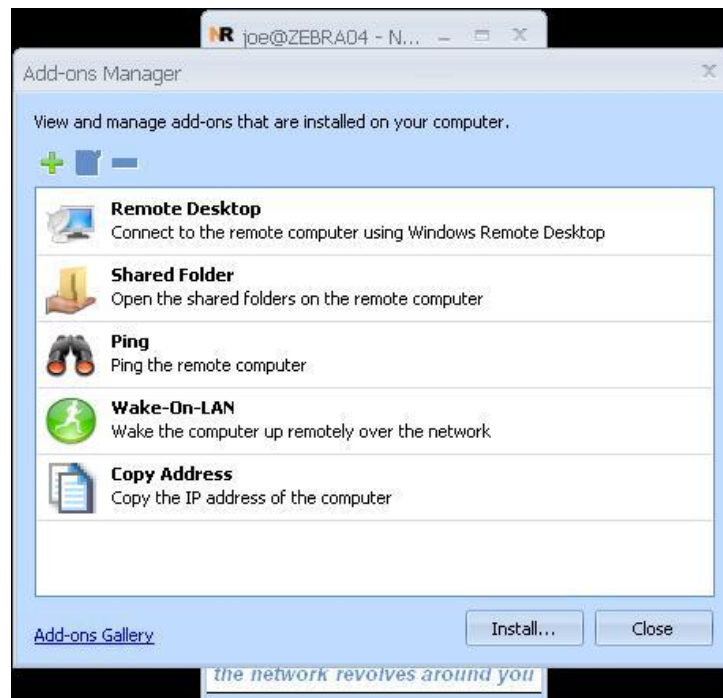 NR joe@ZEBRA04 - N...
Add-ons Manager
View and manage add-ons that are installed on your computer.
Remote Desktop
Connect to the remote computer using Windows Remote Desktop
Shared Folder
Open the shared folders on the remote computer
Ping
Ping the remote computer
Wake-On-LAN
Wake the computer up remotely over the network
Copy Address
Copy the IP address of the computer
Add-ons Gallery
Install...
Close
the network revolves around you